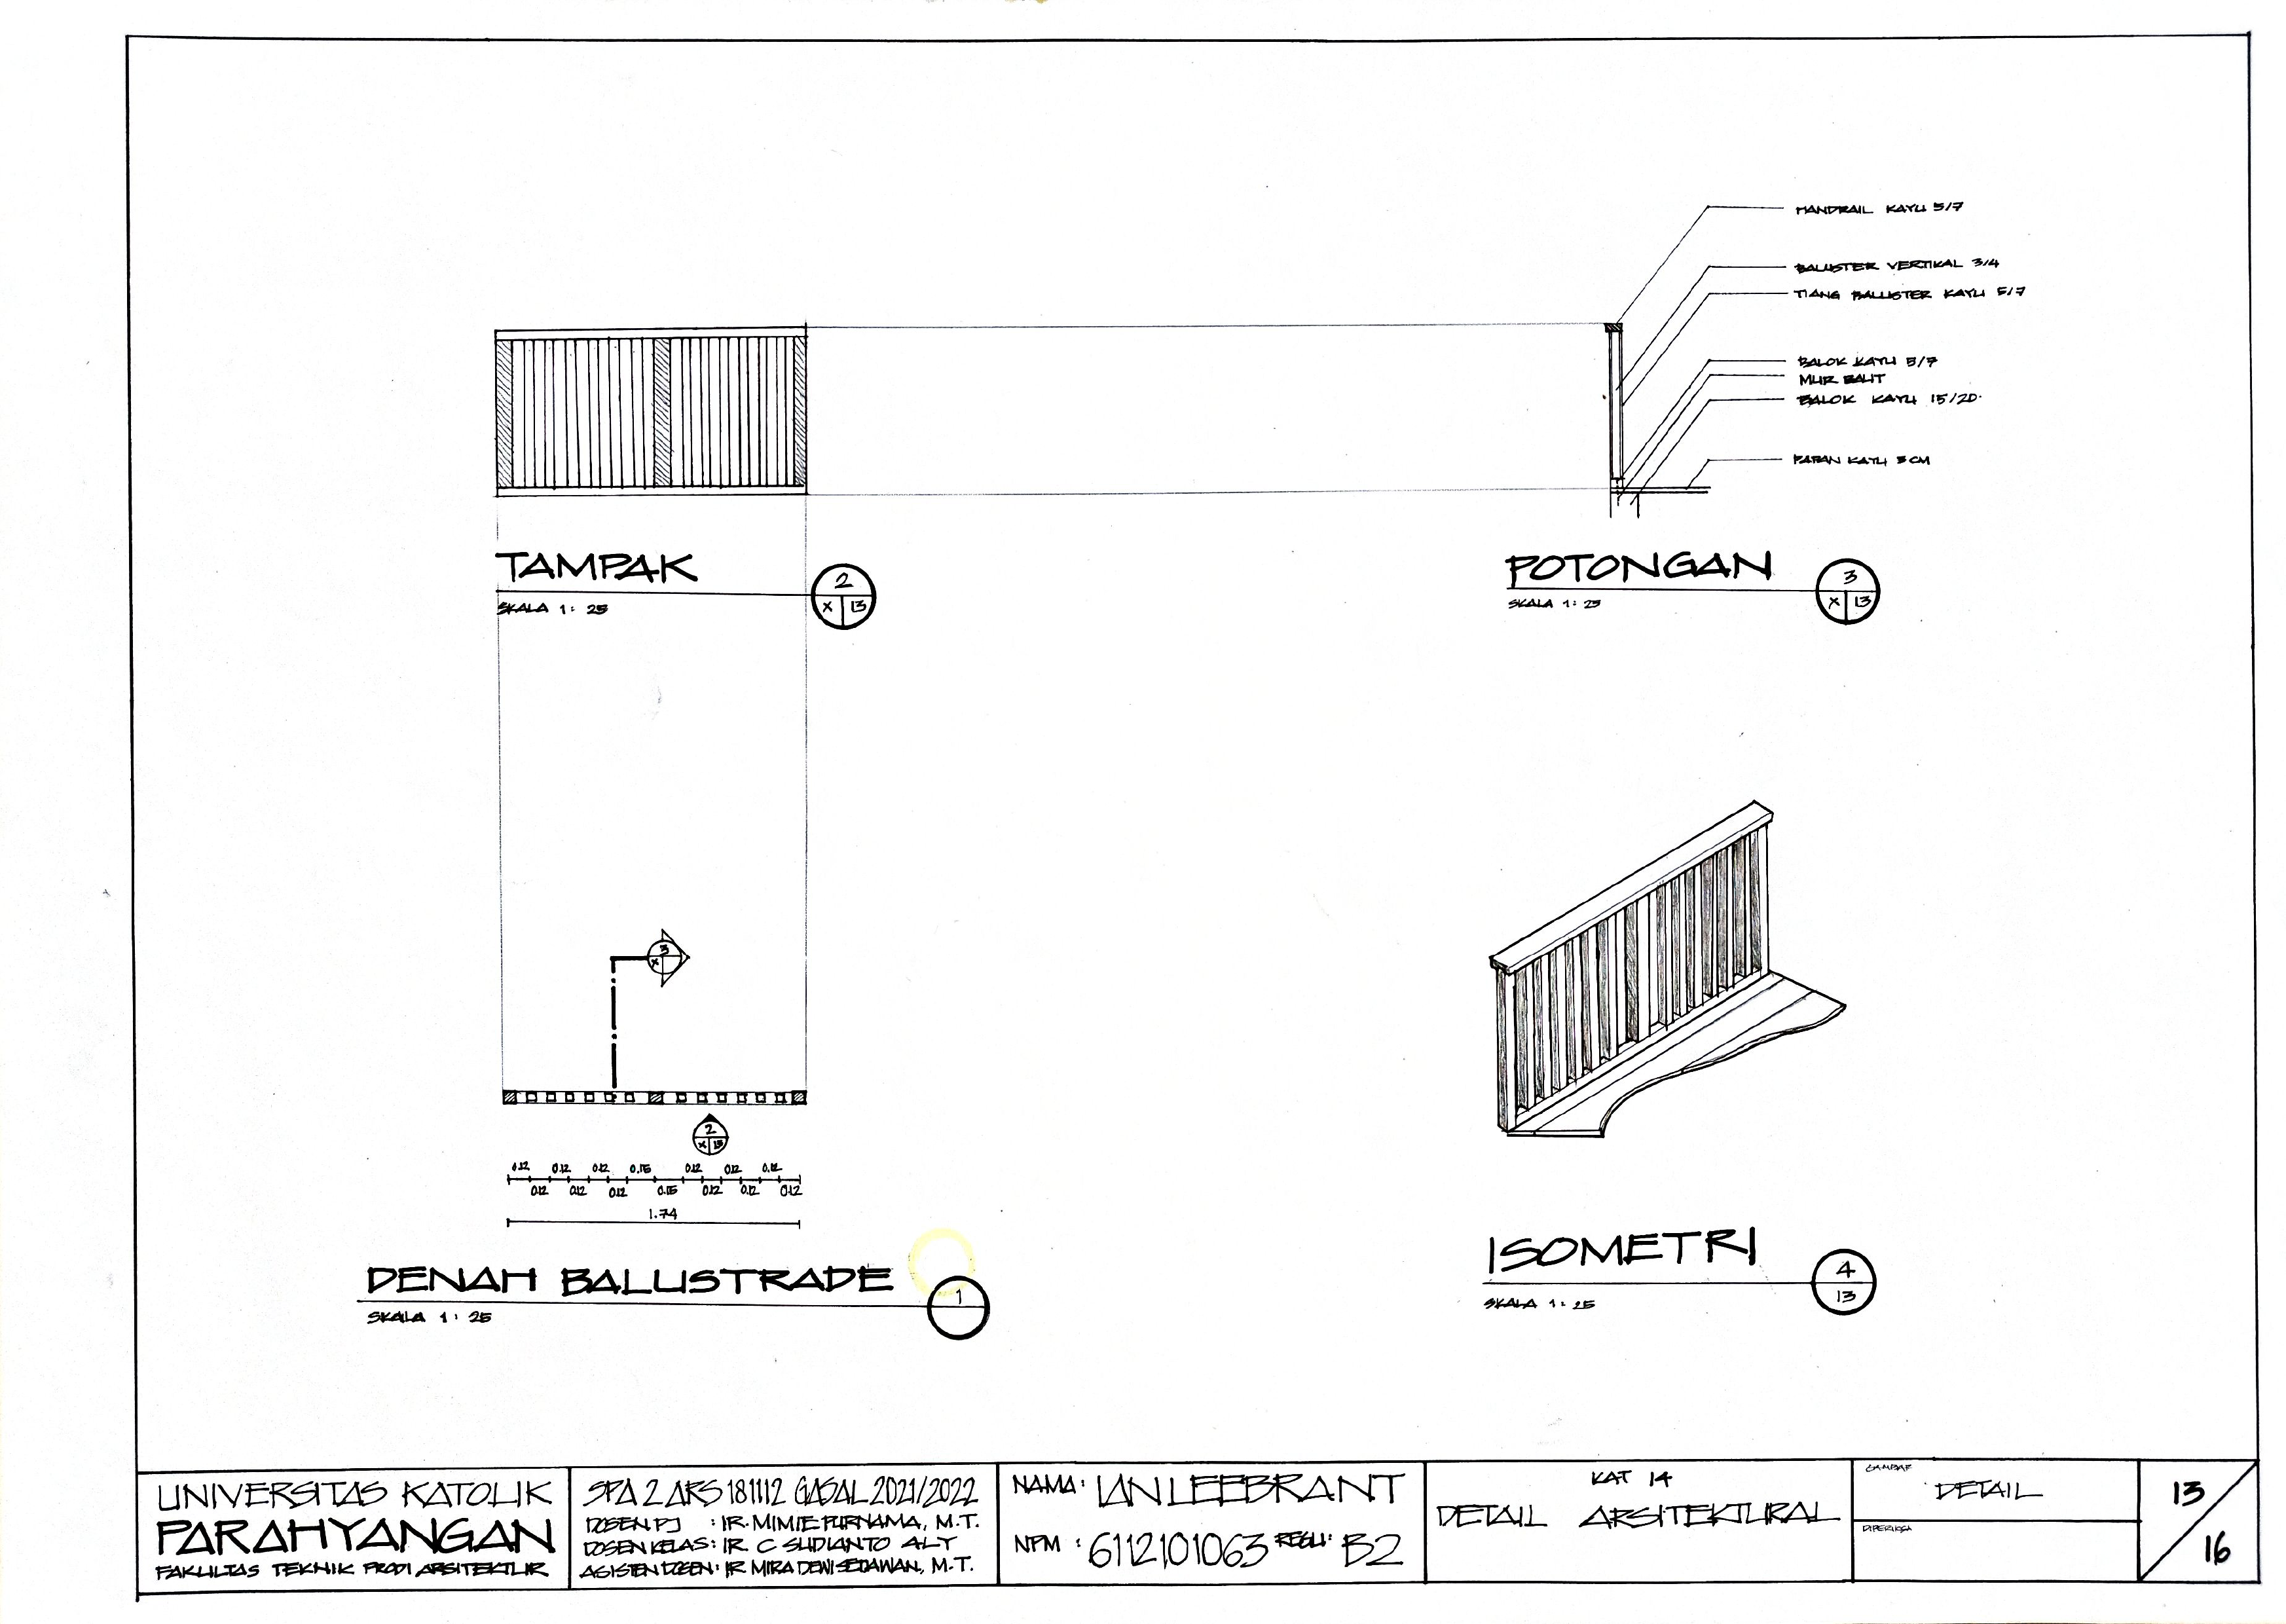 HANDRAIL KAYU 5/7
BALUSTER VERTIKAL 3/4
TIANG BALUSTER KAYU 5/7
BALOK KAYU 5/7
MUR BAUT
BALOK KAYU 15/20
PAPAN KAYU 3 CM
TAMPAK
SKALA 1: 25
2
X 13
POTONGAN
SKALA 1: 25
3
X 13
3
X
2
X 13
0.12 0.12 0.12 0.15 0.12 0.12 0.12
0.12 0.12 0.12 0.15 0.12 0.12 0.12
1.74
DENAH BALUSTRADE
SKALA 1: 25
1
ISOMETRI
SKALA 1: 25
4
13
UNIVERSITAS KATOLIK
PARAHYANGAN
FAKULTAS TEKNIK PRODI ARSITEKTUR
SPA 2 ARS 181112 GASAL 2021/2022
DOSEN PJ : IR. MIMIE PURNAMA, M.T.
DOSEN KELAS: IR. C SUDIANTO ALY
ASISTEN DOSEN: IR MIRA DEWI SETIAWAN, M.T.
NAMA: IAN LEEBRANT
NPM : 6112101063 REGU: B2
KAT 14
DETAIL ARSITEKTURAL
GAMBAR
DETAIL
DIPERIKSA
13
16